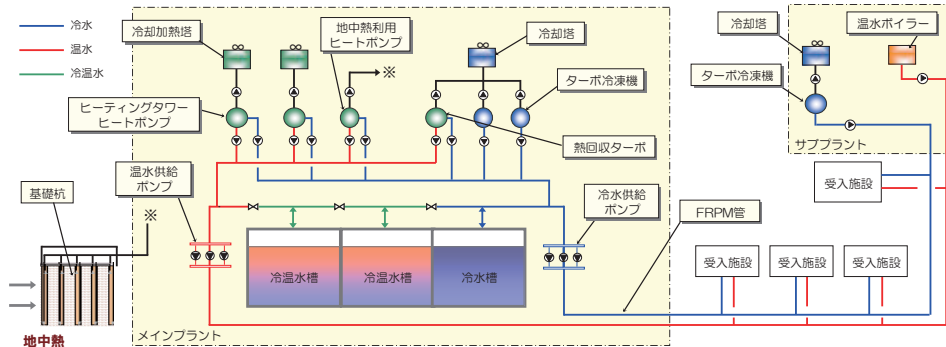 冷水
温水
冷温水
冷却加熱塔
地中熱利用
ヒートポンプ
※
冷却塔
ターボ冷凍機
ヒーティングタワー
ヒートポンプ
熱回収ターボ
温水供給
ポンプ
冷水供給
ポンプ
FRPM管
基礎杭
※
冷温水槽
冷温水槽
冷水槽
地中熱
メインプラント
冷却塔
温水ボイラー
ターボ冷凍機
サブプラント
受入施設
受入施設
受入施設
受入施設